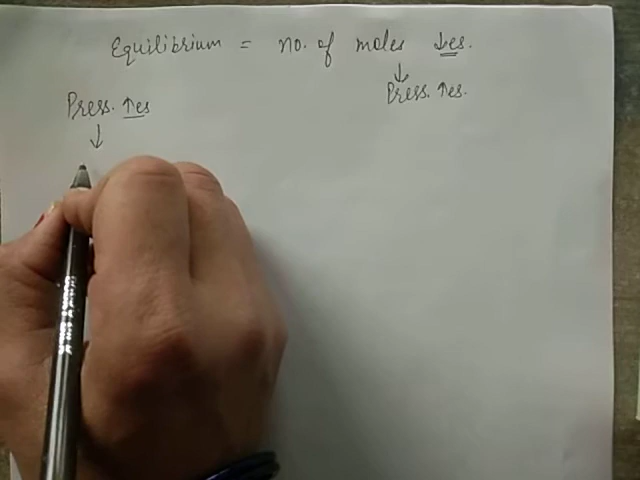 Equilibrium = no. of moles ↓es.
↓
Press. ↑es.
Press. ↑es
↓